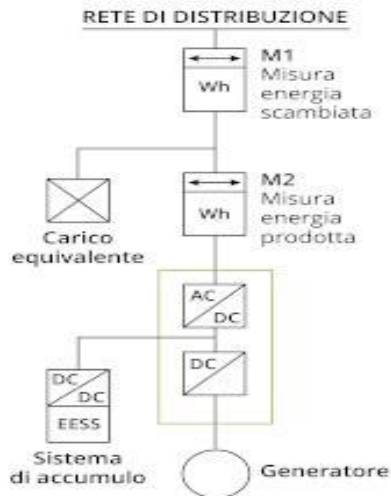 RETE DI DISTRIBUZIONE
M1
Misura
energia
scambiata
Wh
M2
Misura
energia
prodotta
Wh
Carico
equivalente
AC
DC
DC
DC
DC
EESS
Sistema
di accumulo
Generatore